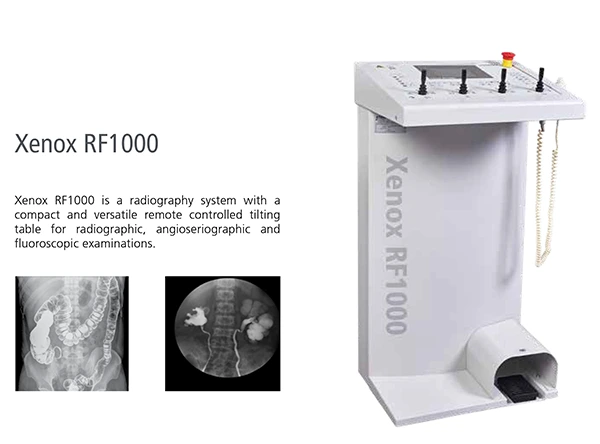 Xenox RF1000
Xenox RF1000 is a radiography system with a
compact and versatile remote controlled tilting
table for radiographic, angioseriographic and
fluoroscopic examinations.
Xenox RF1000